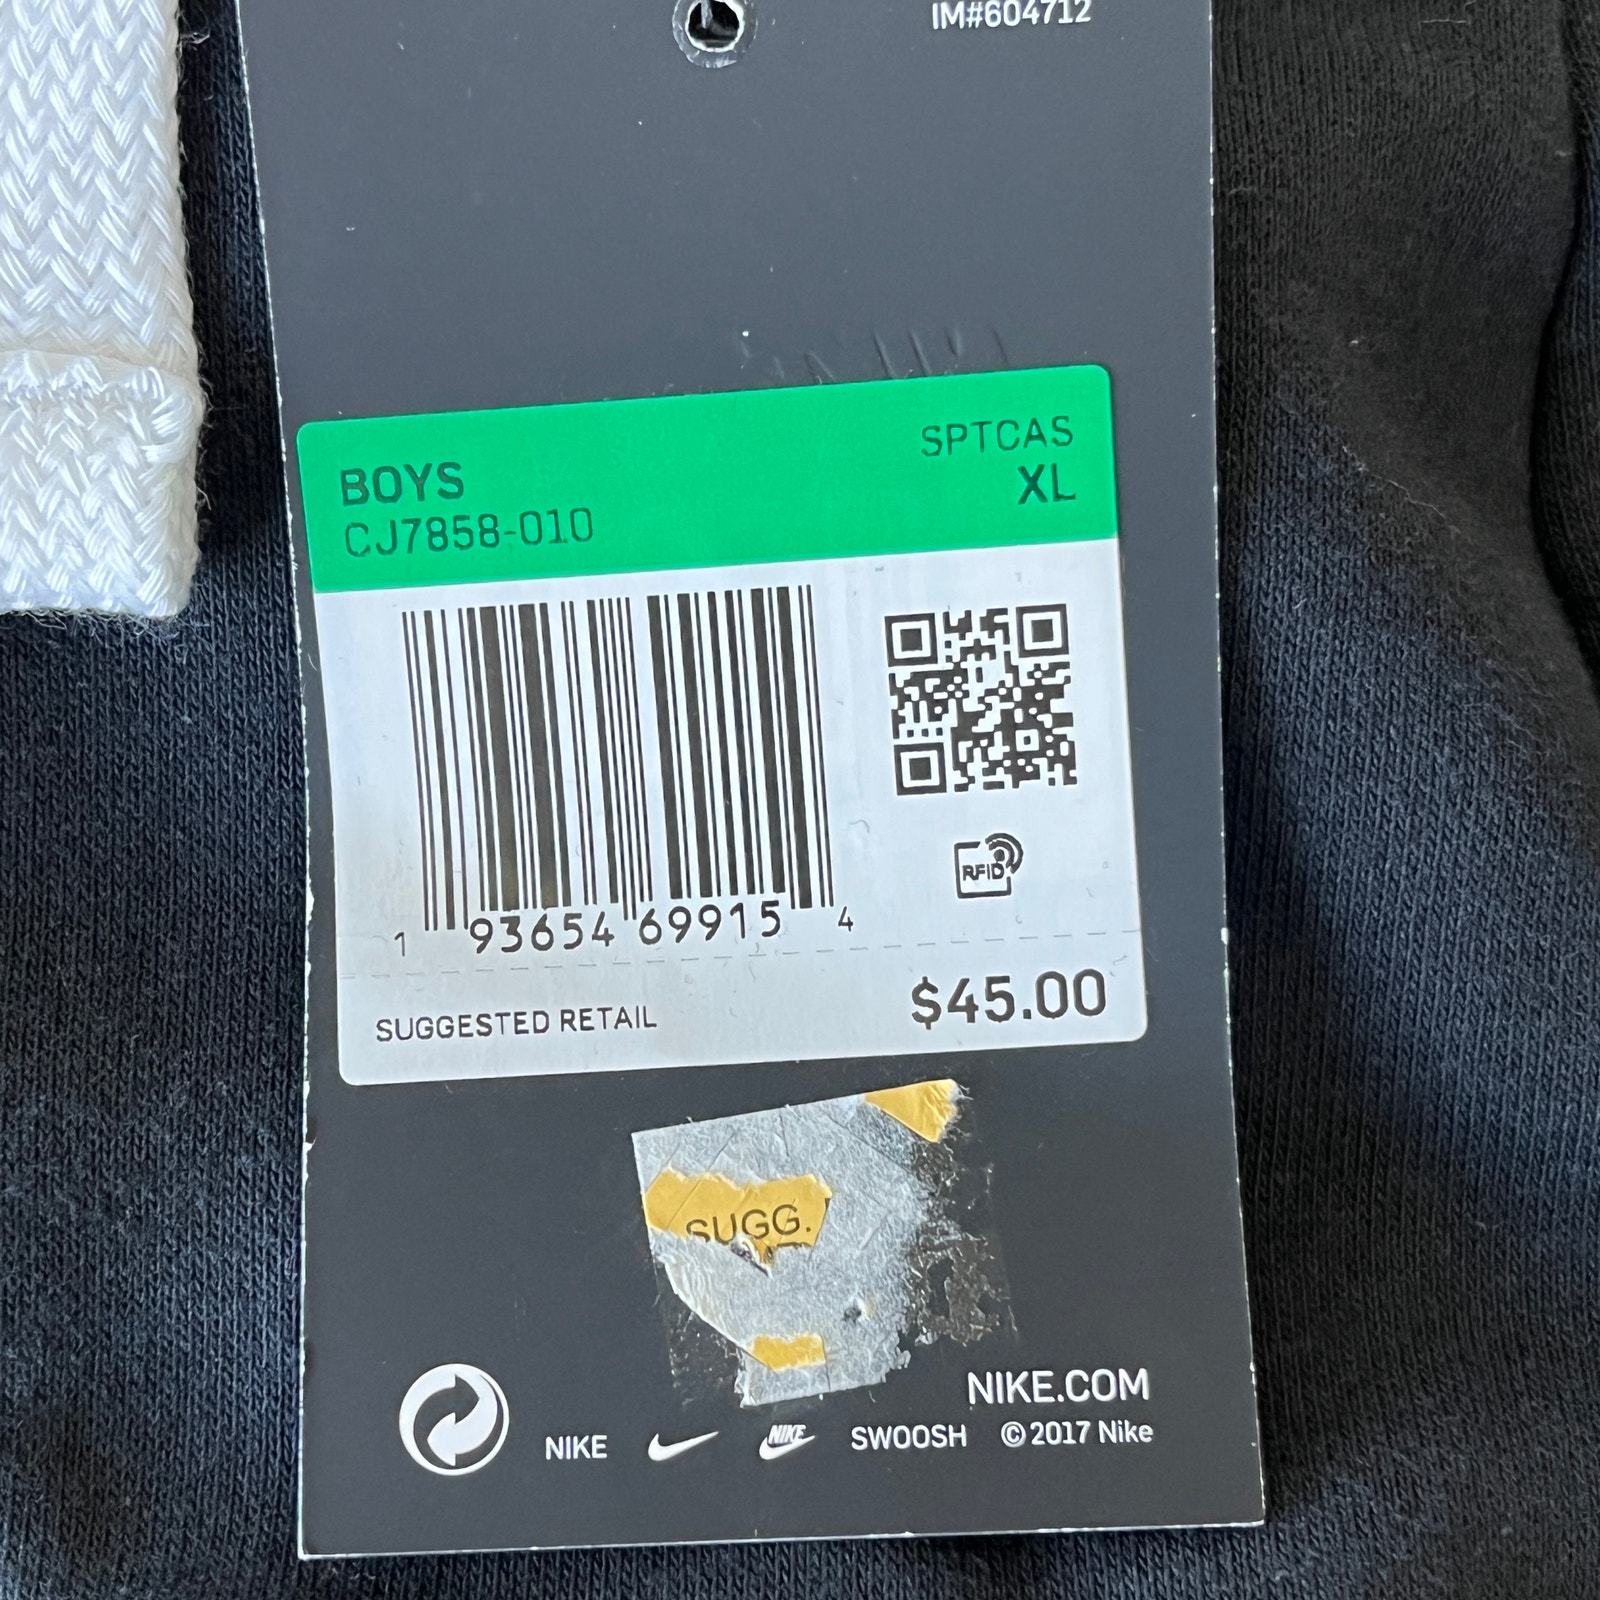 IM#604712
BOYS
SPTCAS
CJ7858-010
XL
1 93654 69915 4
RFID
SUGGESTED RETAIL
$45.00
SUGG.
NIKE.COM
NIKE NIKE SWOOSH © 2017 Nike